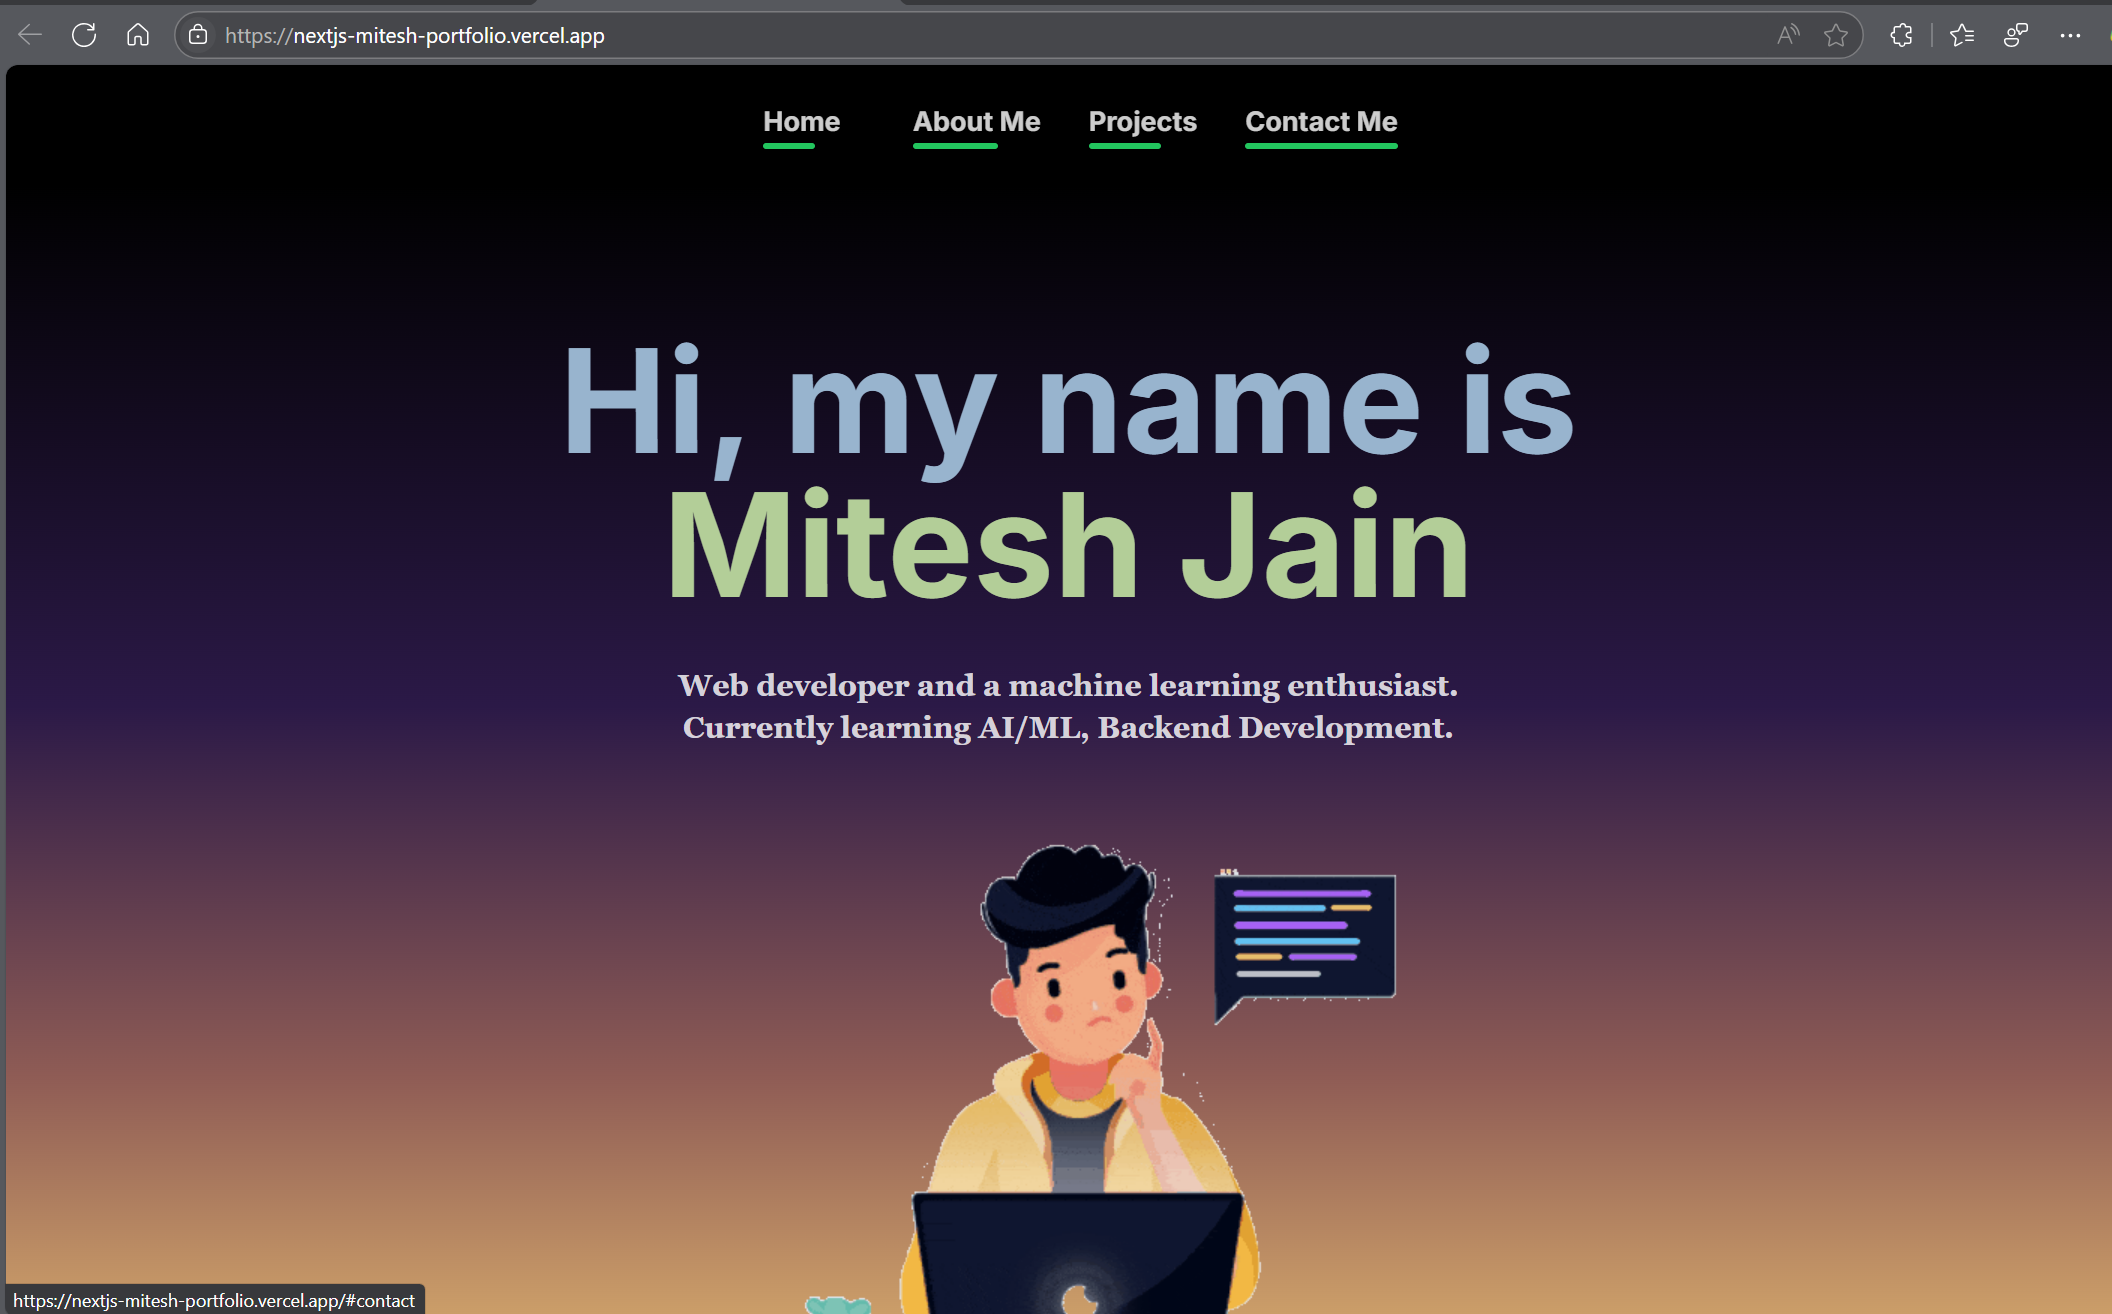 https://nextjs-mitesh-portfolio.vercel.app
Home About Me Projects Contact Me
Hi, my name is
Mitesh Jain
Web developer and a machine learning enthusiast.
Currently learning AI/ML, Backend Development.
https://nextjs-mitesh-portfolio.vercel.app/#contact